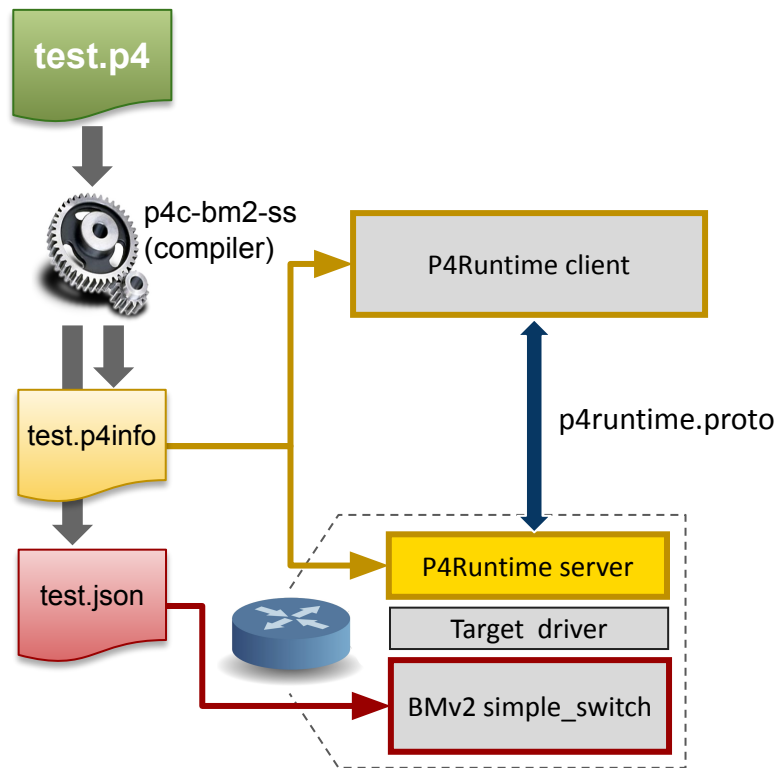 test.p4
p4c-bm2-ss
(compiler)
P4Runtime client
test.p4info
p4runtime.proto
P4Runtime server
test.json
Target driver
BMv2 simple_switch